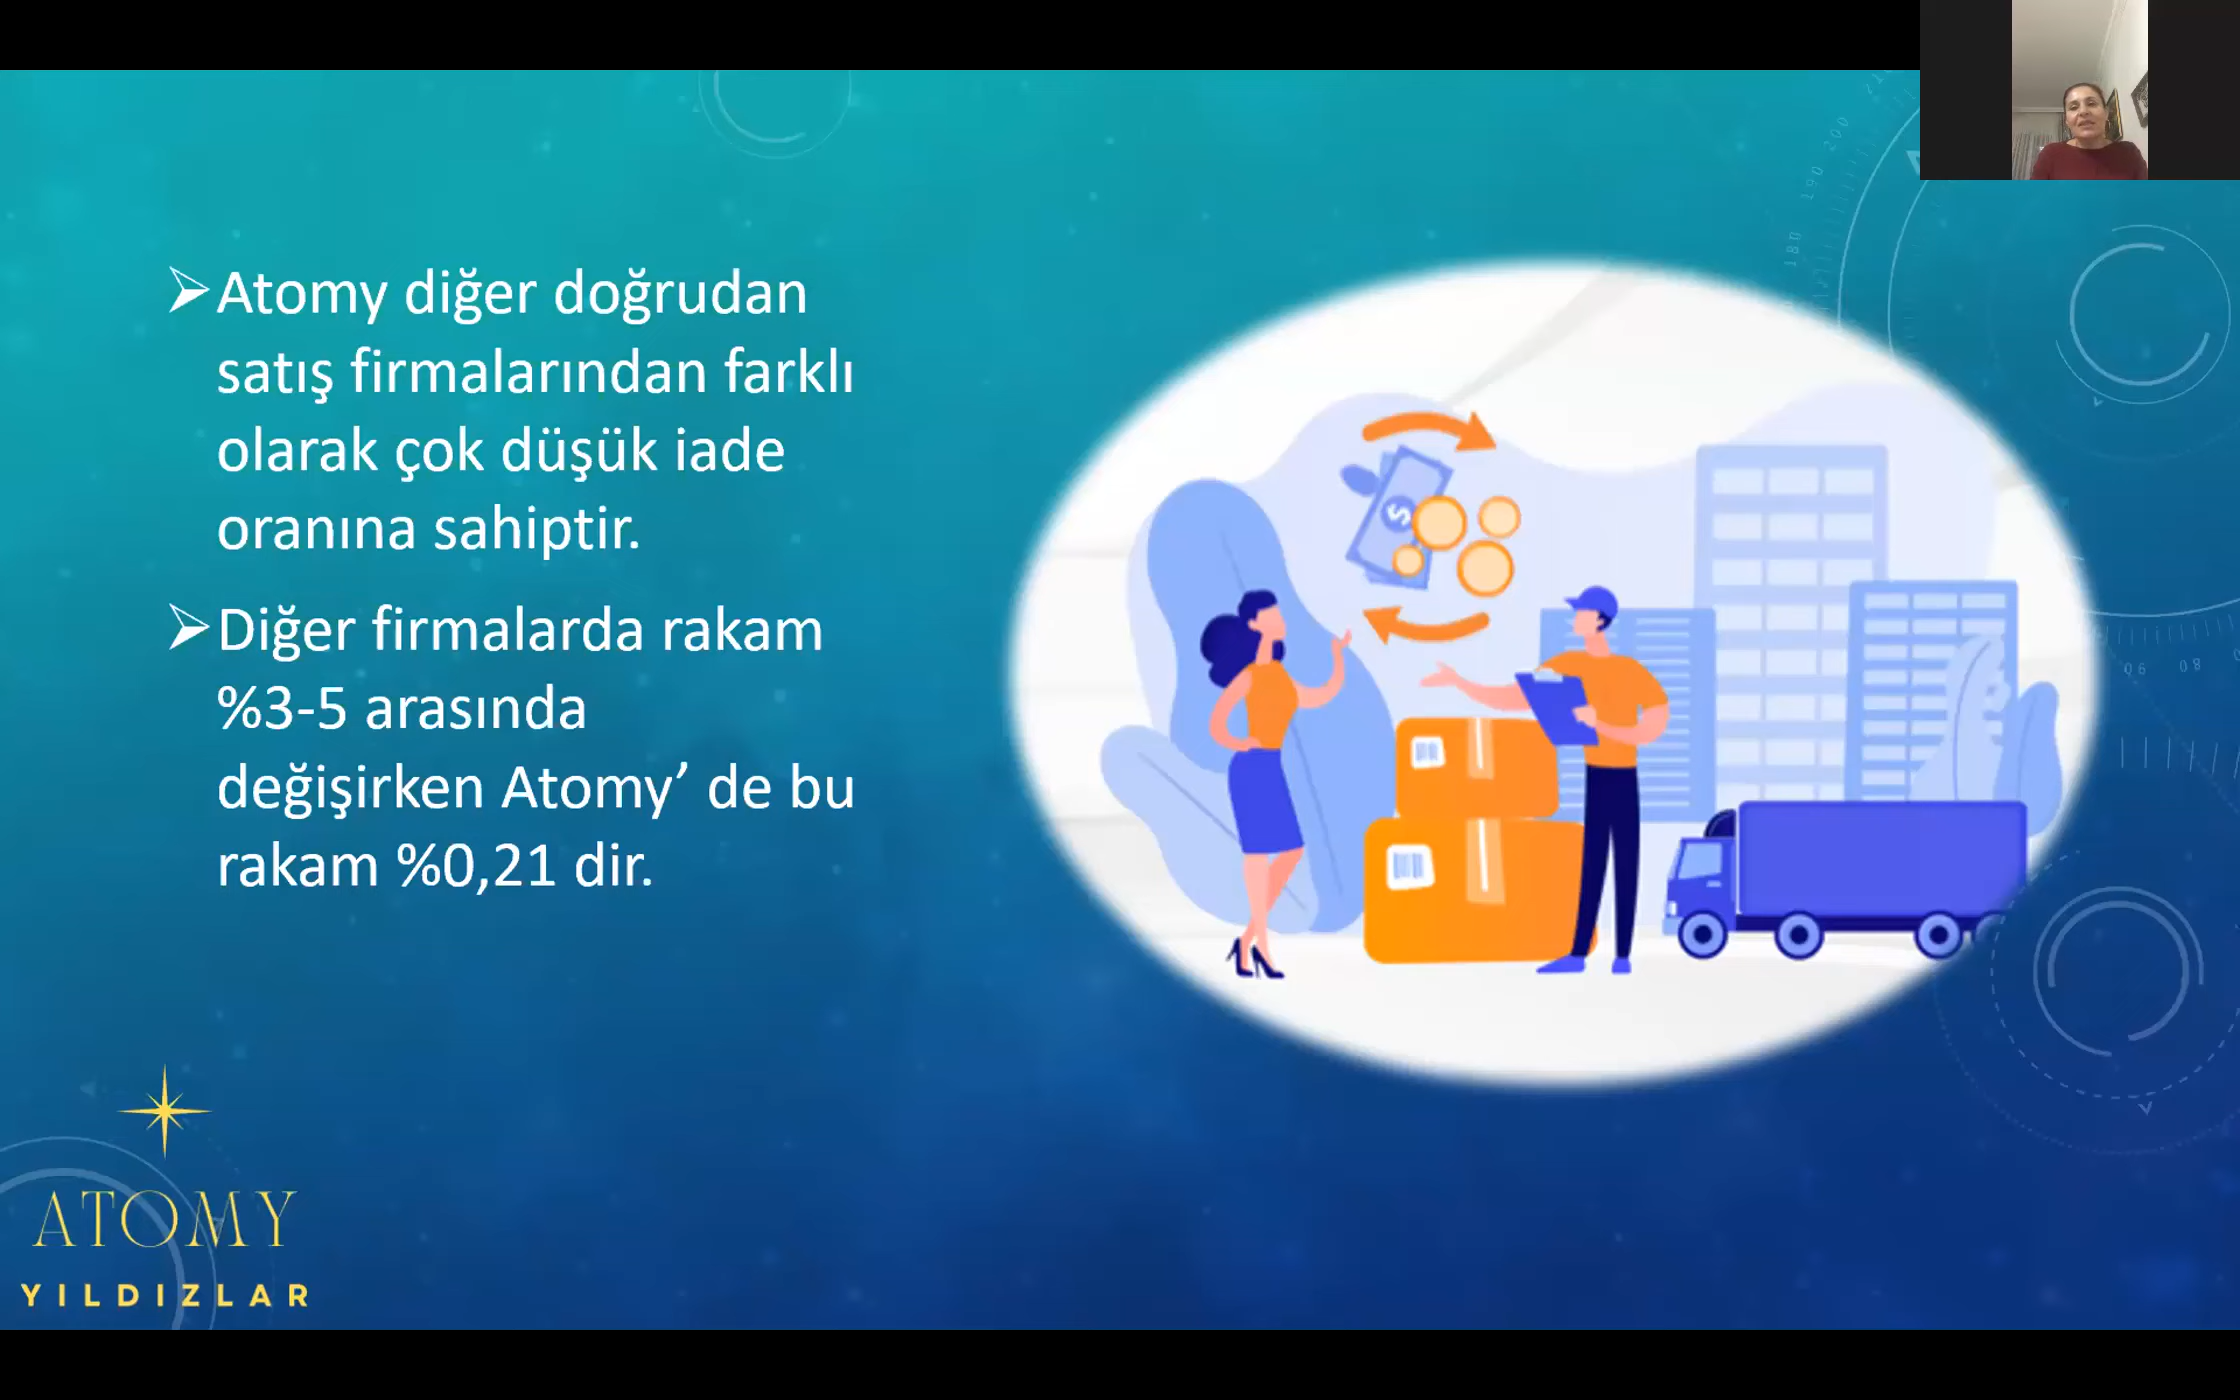 ➢Atomy diğer doğrudan
satış firmalarından farklı
olarak çok düşük iade
oranına sahiptir.
➢Diğer firmalarda rakam
%3-5 arasında
değişirken Atomy’ de bu
rakam %0,21 dir.
ATOMY
YILDIZLAR